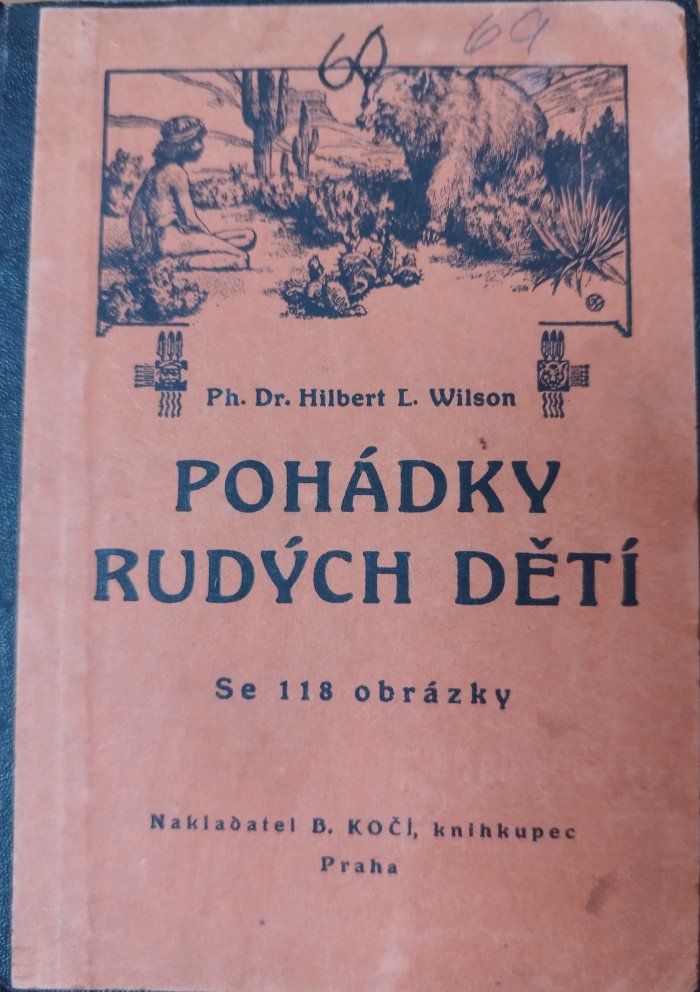 60
69
Ph. Dr. Hilbert L. Wilson
POHÁDKY
RUDÝCH DĚTÍ
Se 118 obrázky
Nakladatel B. KOČÍ, knihkupec
Praha